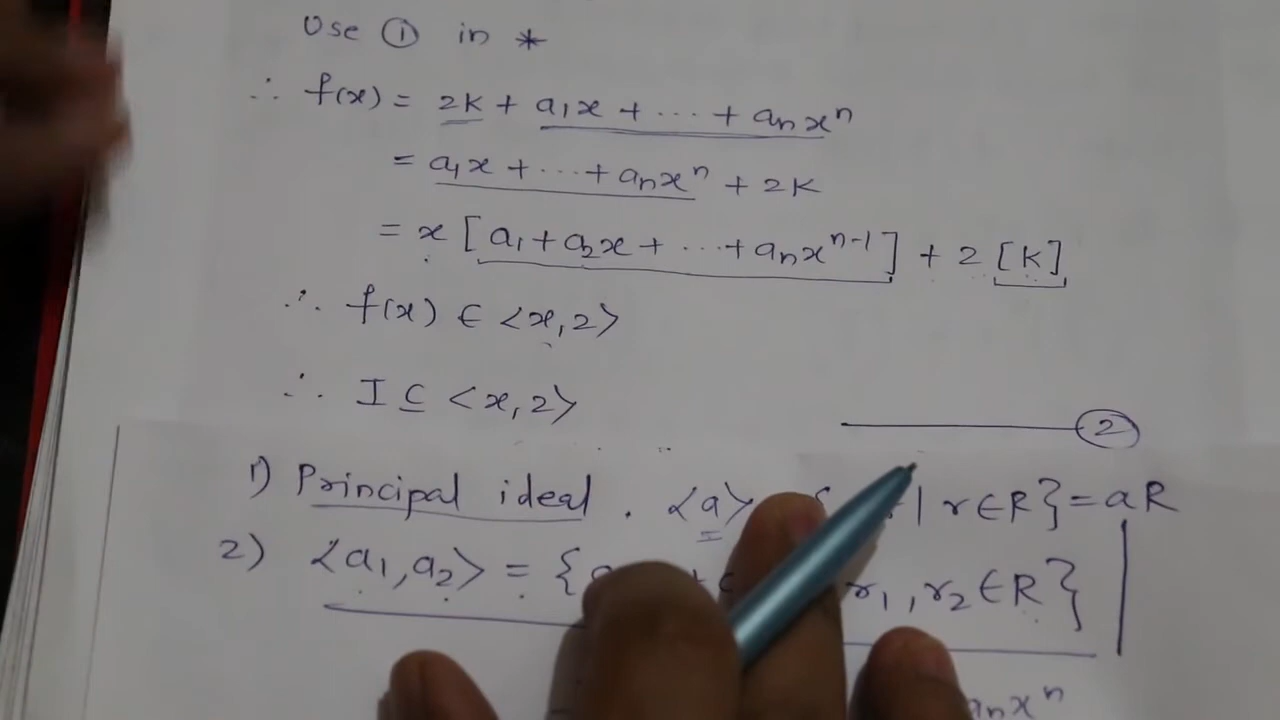 Use ① in *
∴ f(x) = 2k + a₁x + ... + aₙxⁿ
= a₁x + ... + aₙxⁿ + 2k
= x [a₁ + a₂x + ... + aₙxⁿ⁻¹] + 2 [k]
∴ f(x) ∈ <x,2>
∴ I ⊆ <x,2>
②
1) Principal ideal . <a> | r∈R} = aR
2) <a₁,a₂> = { r₁, r₂ ∈ R}
aₙxⁿ